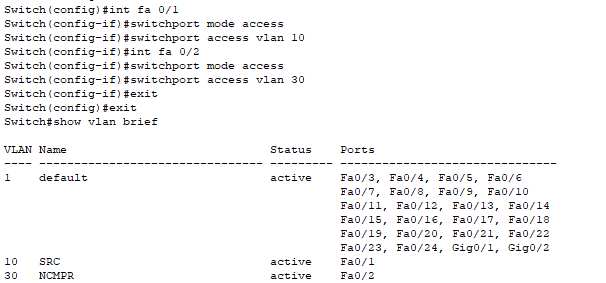 Switch(config)#int fa 0/1
Switch(config-if)#switchport mode access
Switch(config-if)#switchport access vlan 10
Switch(config-if)#int fa 0/2
Switch(config-if)#switchport mode access
Switch(config-if)#switchport access vlan 30
Switch(config-if)#exit
Switch(config)#exit
Switch#show vlan brief

VLAN Name                             Status    Ports
---- -------------------------------- --------- -------------------------------
1    default                          active    Fa0/3, Fa0/4, Fa0/5, Fa0/6
                                                Fa0/7, Fa0/8, Fa0/9, Fa0/10
                                                Fa0/11, Fa0/12, Fa0/13, Fa0/14
                                                Fa0/15, Fa0/16, Fa0/17, Fa0/18
                                                Fa0/19, Fa0/20, Fa0/21, Fa0/22
                                                Fa0/23, Fa0/24, Gig0/1, Gig0/2
10   SRC                              active    Fa0/1
30   NCMPR                            active    Fa0/2